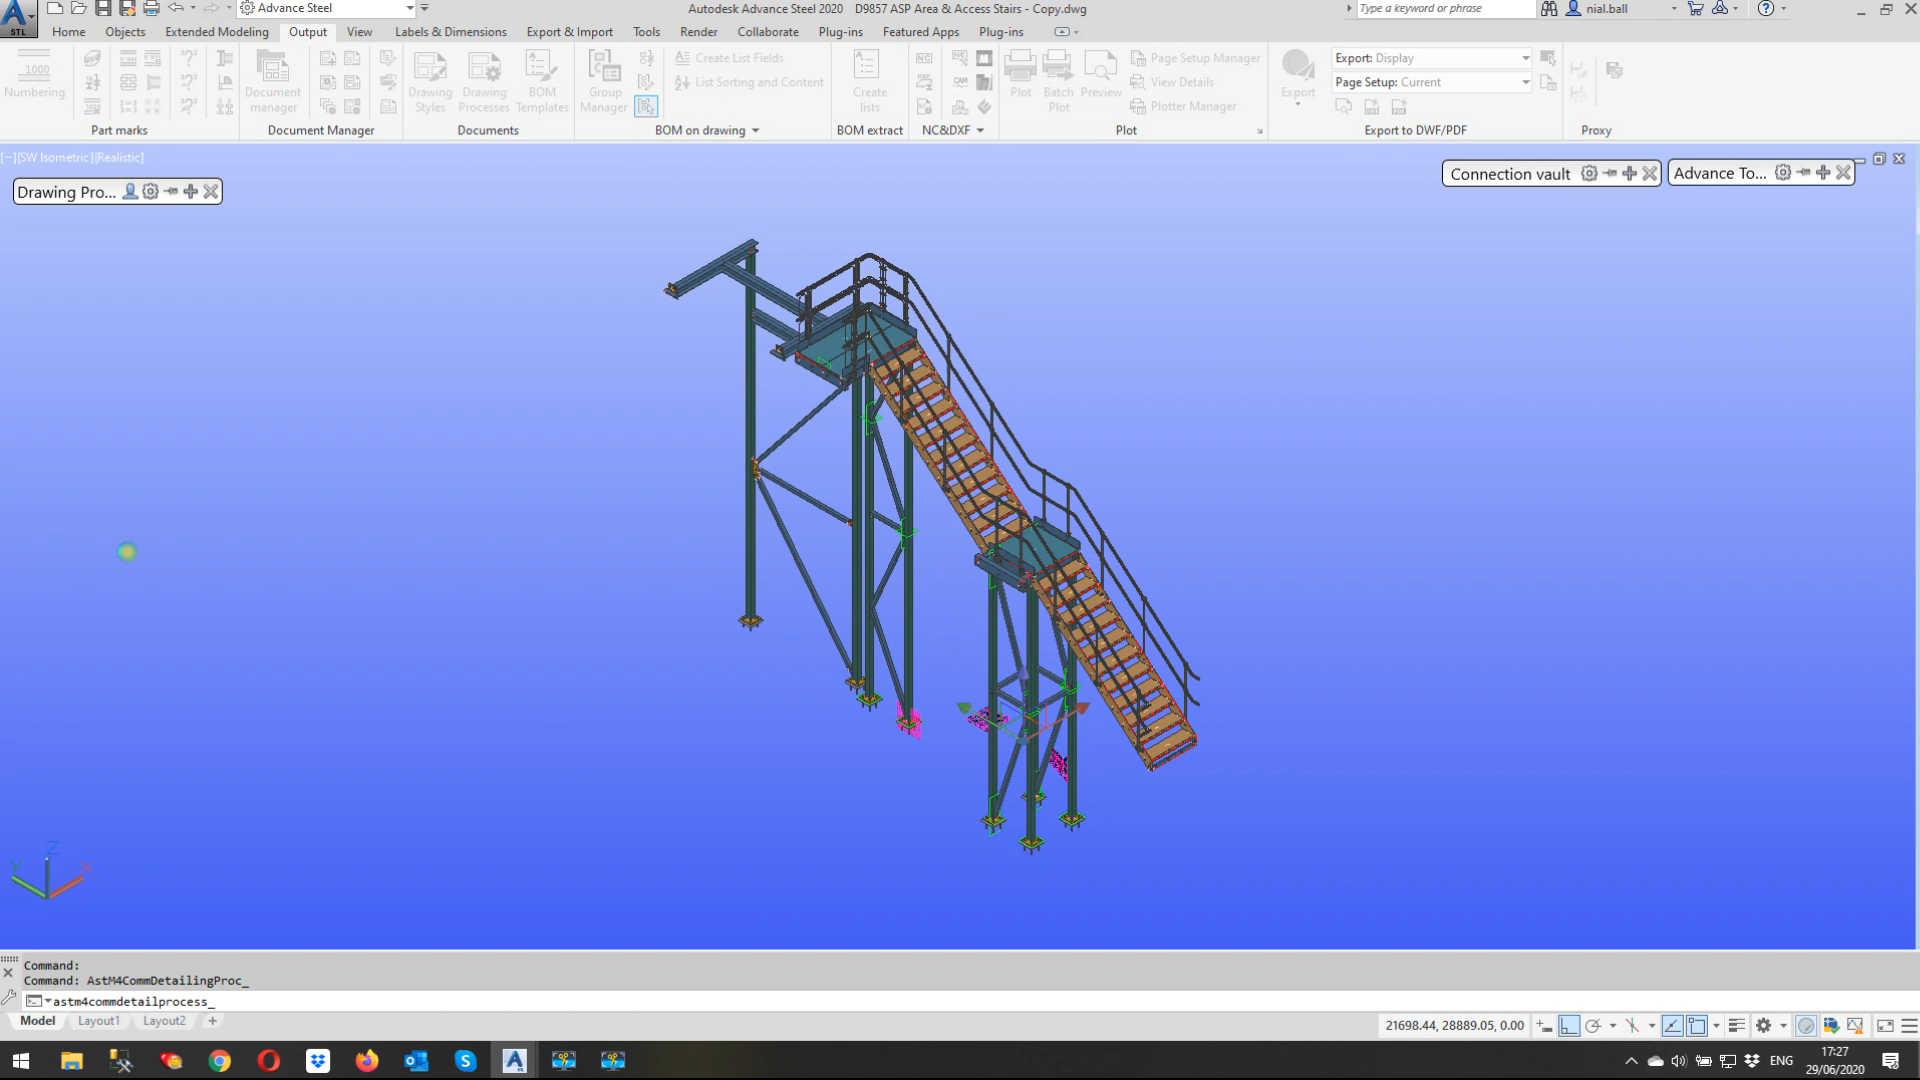 Advance Steel
Autodesk Advance Steel 2020 D9857 ASP Area & Access Stairs - Copy.dwg
Type a keyword or phrase
nial.ball
STL
Home Objects Extended Modeling Output View Labels & Dimensions Export & Import Tools Render Collaborate Plug-ins Featured Apps Plug-ins
1000
Numbering
Document manager
Drawing Styles
Drawing Processes
BOM Templates
Group Manager
Create List Fields
List Sorting and Content
Create lists
NC
CAM
Plot
Batch Plot
Preview
Page Setup Manager
View Details
Plotter Manager
Export
Export: Display
Page Setup: Current
Part marks
Document Manager
Documents
BOM on drawing
BOM extract
NC&DXF
Plot
Export to DWF/PDF
Proxy
[−][SW Isometric][Realistic]
Drawing Pro...
Connection vault
Advance To...
Z
Y
X
Command:
Command: AstM4CommDetailingProc_
astm4commdetailprocess_
Model Layout1 Layout2
21698.44, 28889.05, 0.00
ENG
17:27
29/06/2020